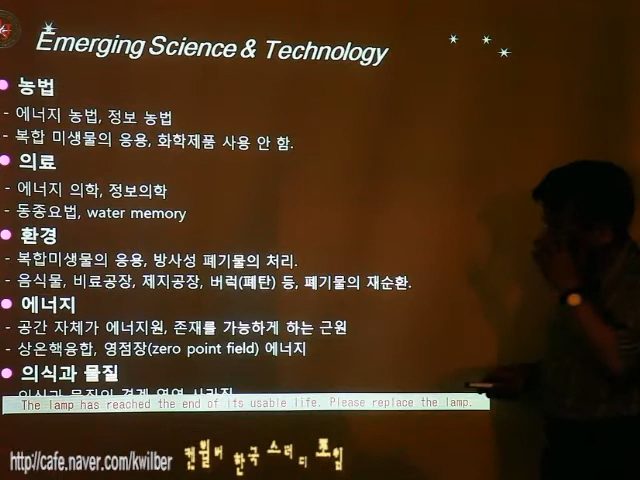 Emerging Science & Technology
농법
- 에너지 농법, 정보 농법
- 복합 미생물의 응용, 화학제품 사용 안 함.
의료
- 에너지 의학, 정보의학
- 동종요법, water memory
환경
- 복합미생물의 응용, 방사성 폐기물의 처리.
- 음식물, 비료공장, 제지공장, 버럭(폐탄) 등, 폐기물의 재순환.
에너지
- 공간 자체가 에너지원, 존재를 가능하게 하는 근원
- 상온핵융합, 영점장(zero point field) 에너지
의식과 물질
The lamp has reached the end of its usable life. Please replace the lamp.
http://cafe.naver.com/kwilber 켄윌버 한국 스터디 모임